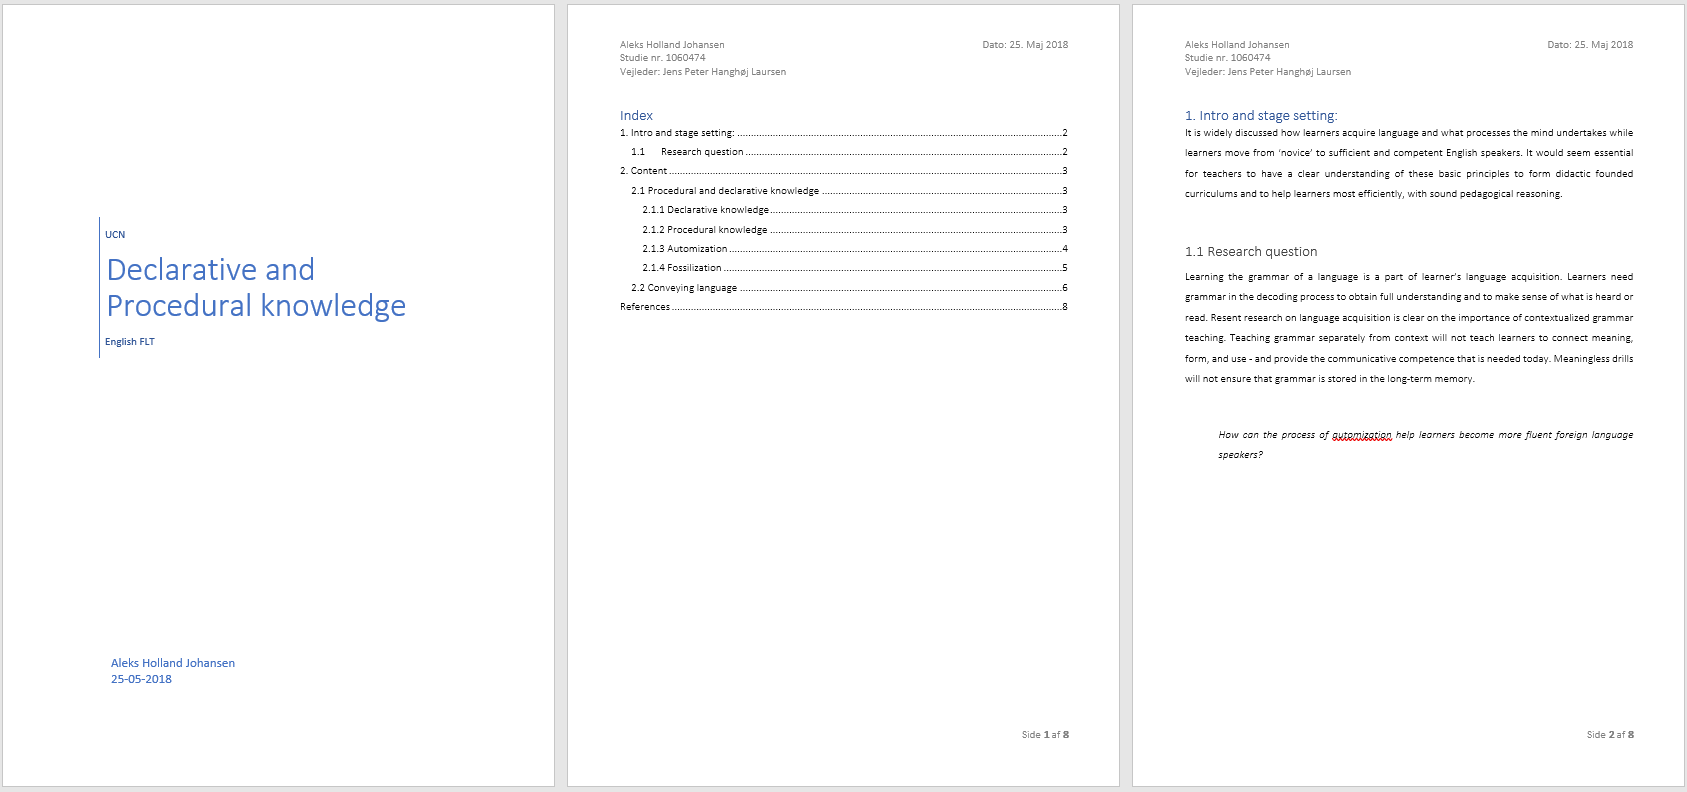 UCN
Declarative and
Procedural knowledge
English FLT
Aleks Holland Johansen
25-05-2018
Aleks Holland Johansen
Dato: 25. Maj 2018
Studie nr. 1060474
Vejleder: Jens Peter Hanghøj Laursen
Index
1. Intro and stage setting: ........ 2
1.1 Research question ........ 2
2. Content ........ 3
2.1 Procedural and declarative knowledge ........ 3
2.1.1 Declarative knowledge ........ 3
2.1.2 Procedural knowledge ........ 3
2.1.3 Automization ........ 4
2.1.4 Fossilization ........ 5
2.2 Conveying language ........ 6
References ........ 8
Side 1 af 8
Aleks Holland Johansen
Dato: 25. Maj 2018
Studie nr. 1060474
Vejleder: Jens Peter Hanghøj Laursen
1. Intro and stage setting:
It is widely discussed how learners acquire language and what processes the mind undertakes while
learners move from ‘novice’ to sufficient and competent English speakers. It would seem essential
for teachers to have a clear understanding of these basic principles to form didactic founded
curriculums and to help learners most efficiently, with sound pedagogical reasoning.
1.1 Research question
Learning the grammar of a language is a part of learner’s language acquisition. Learners need
grammar in the decoding process to obtain full understanding and to make sense of what is heard or
read. Resent research on language acquisition is clear on the importance of contextualized grammar
teaching. Teaching grammar separately from context will not teach learners to connect meaning,
form, and use - and provide the communicative competence that is needed today. Meaningless drills
will not ensure that grammar is stored in the long-term memory.
How can the process of automization help learners become more fluent foreign language
speakers?
Side 2 af 8